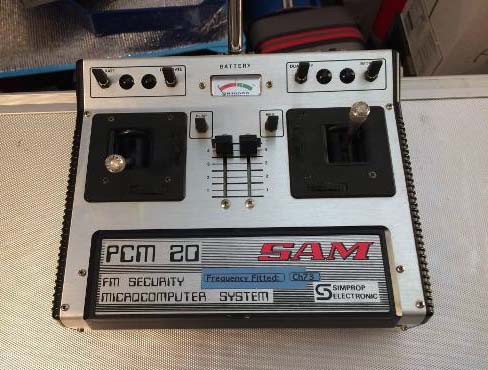 BATTERY
PCM 20
SAM
FM SECURITY
Frequency Fitted: Ch73
MICROCOMPUTER SYSTEM
SIMPROP
ELECTRONIC